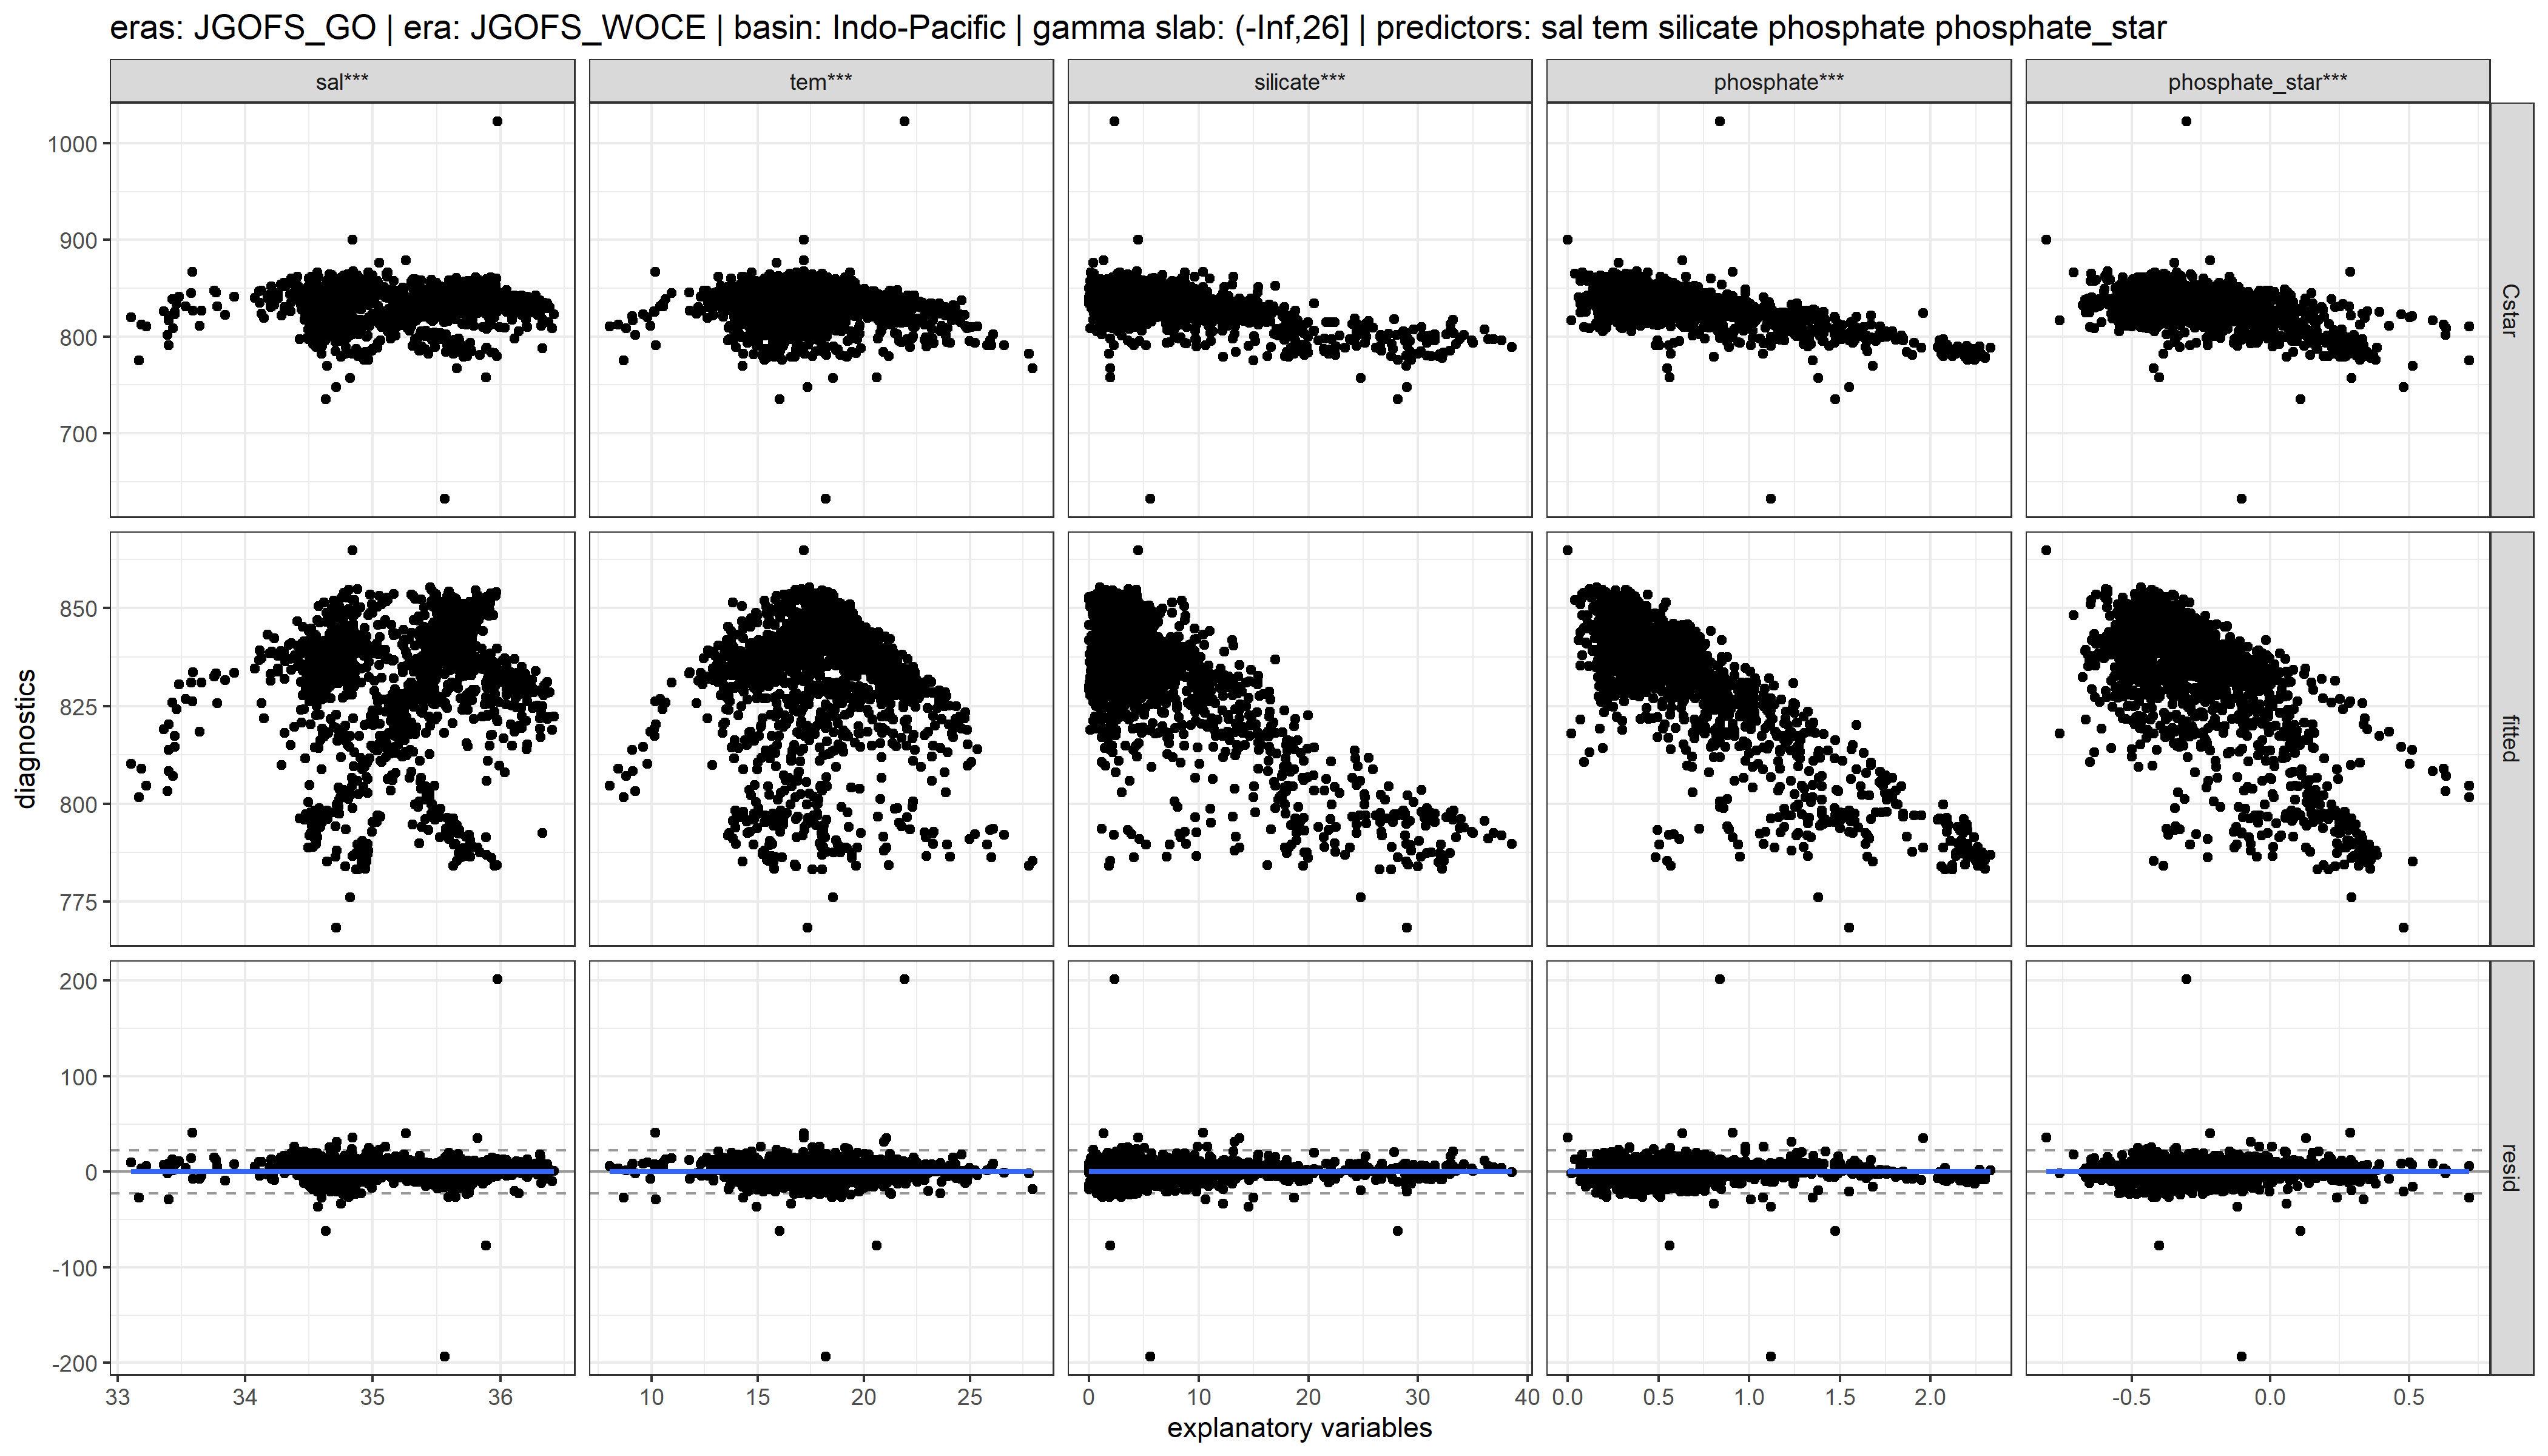 eras: JGOFS_GO | era: JGOFS_WOCE | basin: Indo-Pacific | gamma slab: (-Inf,26] | predictors: sal tem silicate phosphate phosphate_star
sal*** tem*** silicate*** phosphate*** phosphate_star***
1000
900
800
700
Cstar
850
825
800
775
fitted
diagnostics
200
100
0
-100
-200
resid
33 34 35 36 10 15 20 25 0 10 20 30 40 0.0 0.5 1.0 1.5 2.0 -0.5 0.0 0.5
explanatory variables